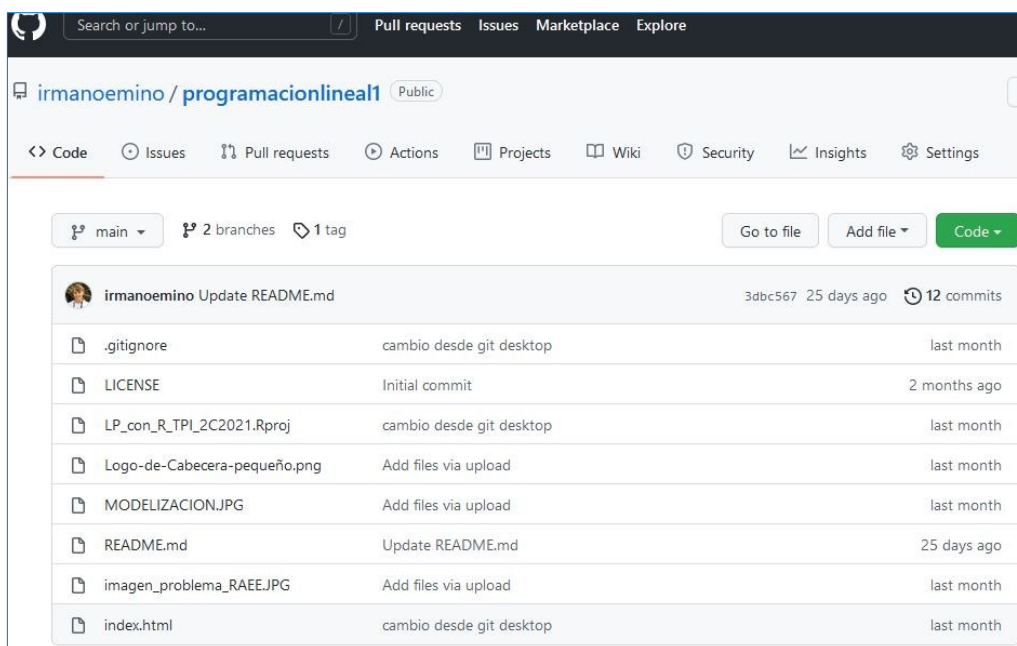 Search or jump to... / Pull requests Issues Marketplace Explore
irmanoemino / programacionlineal1 Public
<> Code Issues Pull requests Actions Projects Wiki Security Insights Settings
main 2 branches 1 tag Go to file Add file Code
irmanoemino Update README.md 3dbc567 25 days ago 12 commits
.gitignore cambio desde git desktop last month
LICENSE Initial commit 2 months ago
LP_con_R_TPI_2C2021.Rproj cambio desde git desktop last month
Logo-de-Cabecera-pequeño.png Add files via upload last month
MODELIZACION.JPG Add files via upload last month
README.md Update README.md 25 days ago
imagen_problema_RAEE.JPG Add files via upload last month
index.html cambio desde git desktop last month